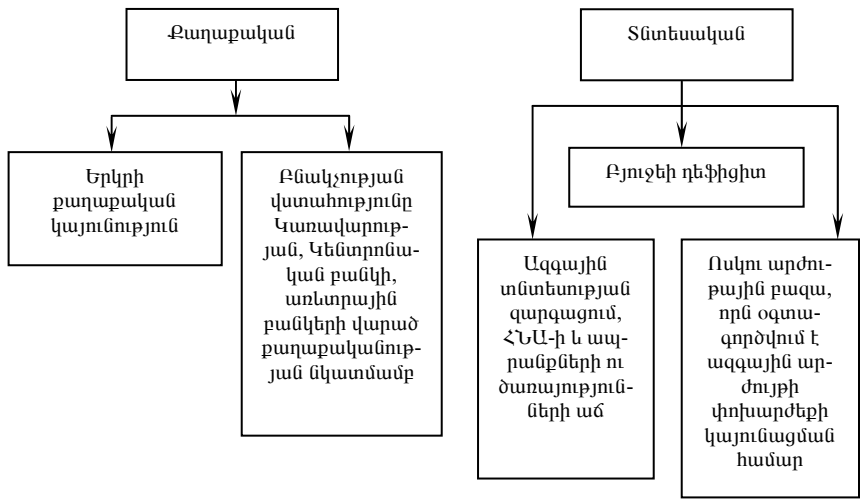 Քաղաքական
Երկրի
քաղաքական
կայունություն
Բնակչության
վստահությունը
Կառավարութ-
յան, Կենտրոնա-
կան բանկի,
առևտրային
բանկերի վարած
քաղաքականութ-
յան նկատմամբ
Տնտեսական
Բյուջեի դեֆիցիտ
Ազգային
տնտեսության
զարգացում,
ՀՆԱ-ի և ապ-
րանքների ու
ծառայություն-
ների աճ
Ոսկու արժու-
թային բազա,
որն օգտա-
գործվում է
ազգային ար-
ժույթի
փոխարժեքի
կայունացման
համար